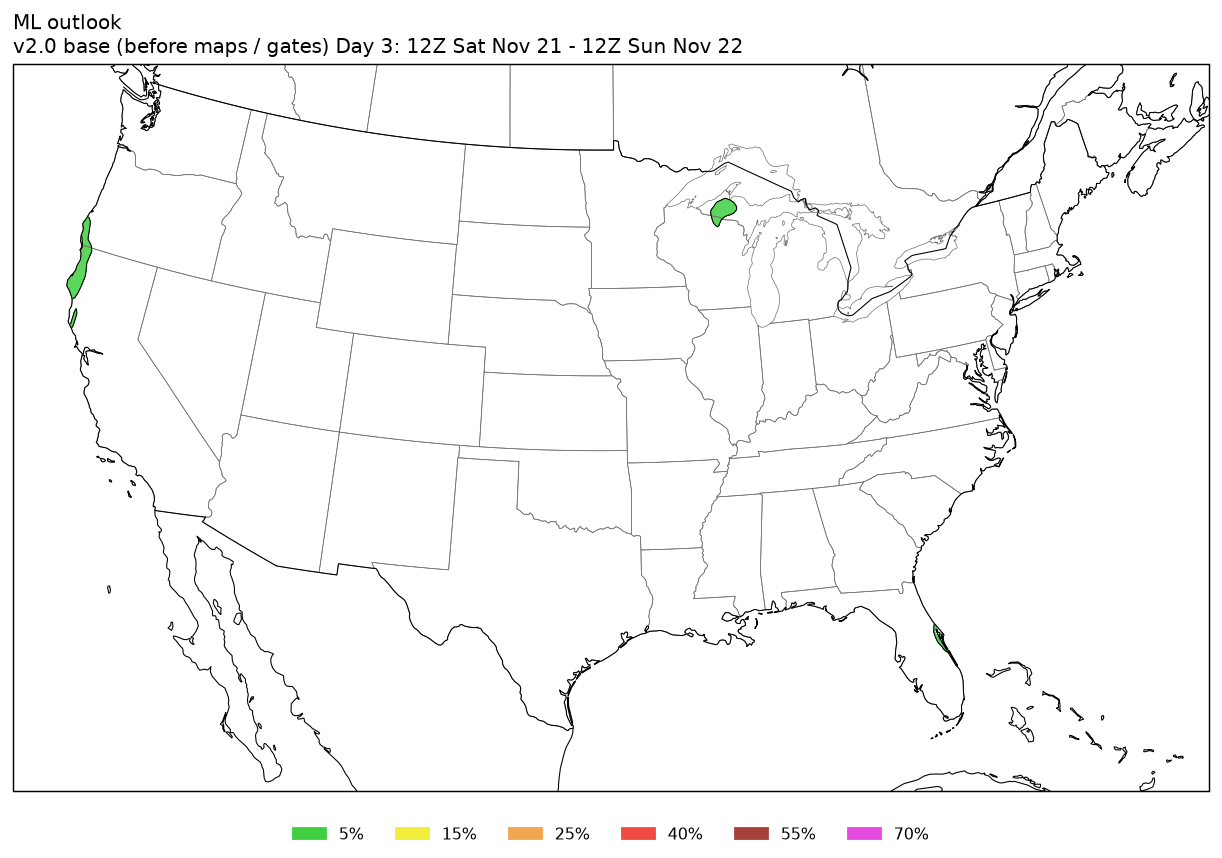 ML outlook
v2.0 base (before maps / gates) Day 3: 12Z Sat Nov 21 - 12Z Sun Nov 22
5% 15% 25% 40% 55% 70%